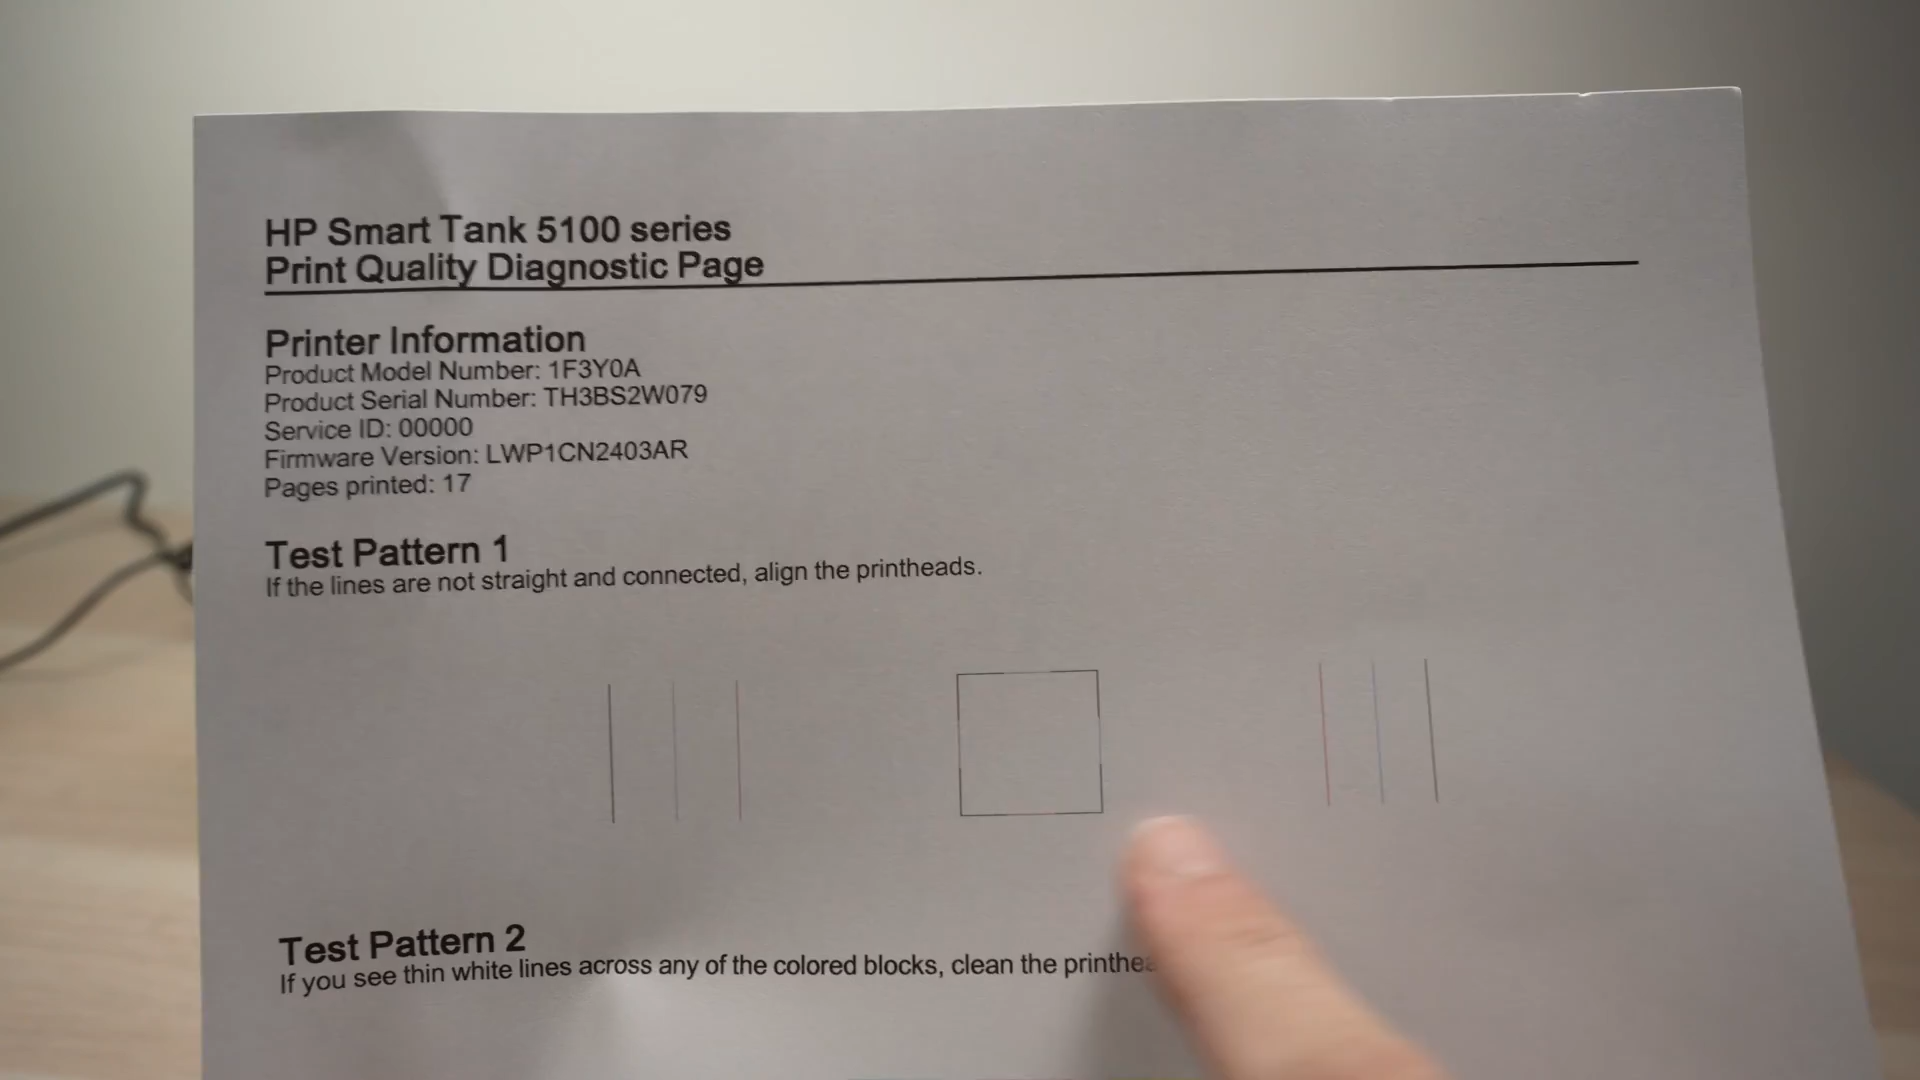 HP Smart Tank 5100 series
Print Quality Diagnostic Page
Printer Information
Product Model Number: 1F3Y0A
Product Serial Number: TH3BS2W079
Service ID: 00000
Firmware Version: LWP1CN2403AR
Pages printed: 17
Test Pattern 1
If the lines are not straight and connected, align the printheads.
Test Pattern 2
If you see thin white lines across any of the colored blocks, clean the